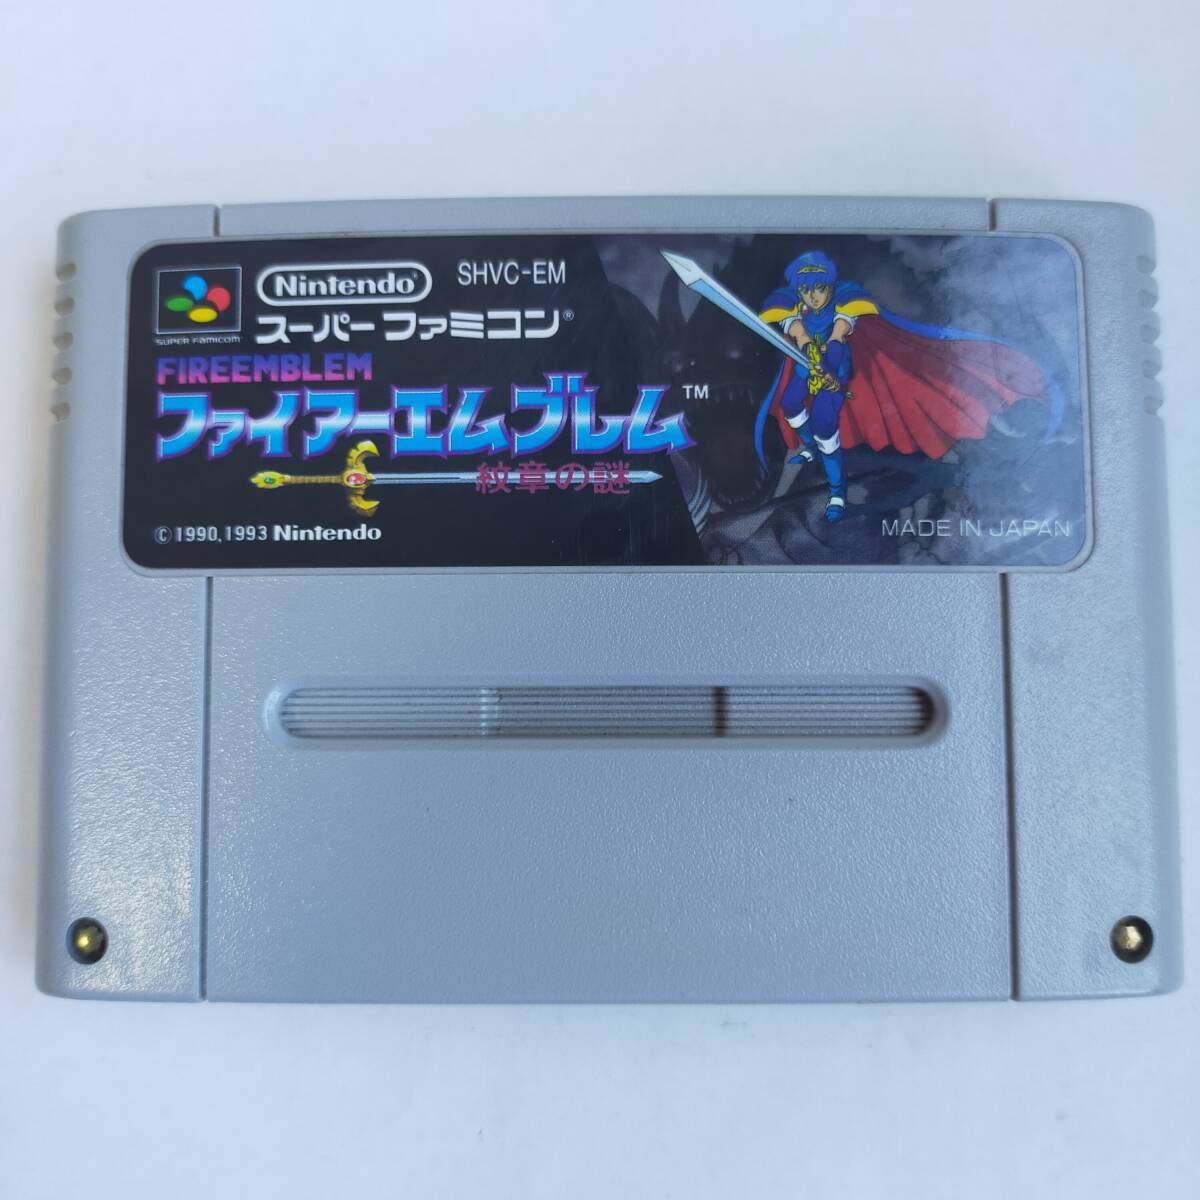 Nintendo® SHVC-EM
SUPER FAMICOM
スーパーファミコン®
FIREEMBLEM
ファイアーエムブレム™
紋章の謎
© 1990,1993 Nintendo
MADE IN JAPAN